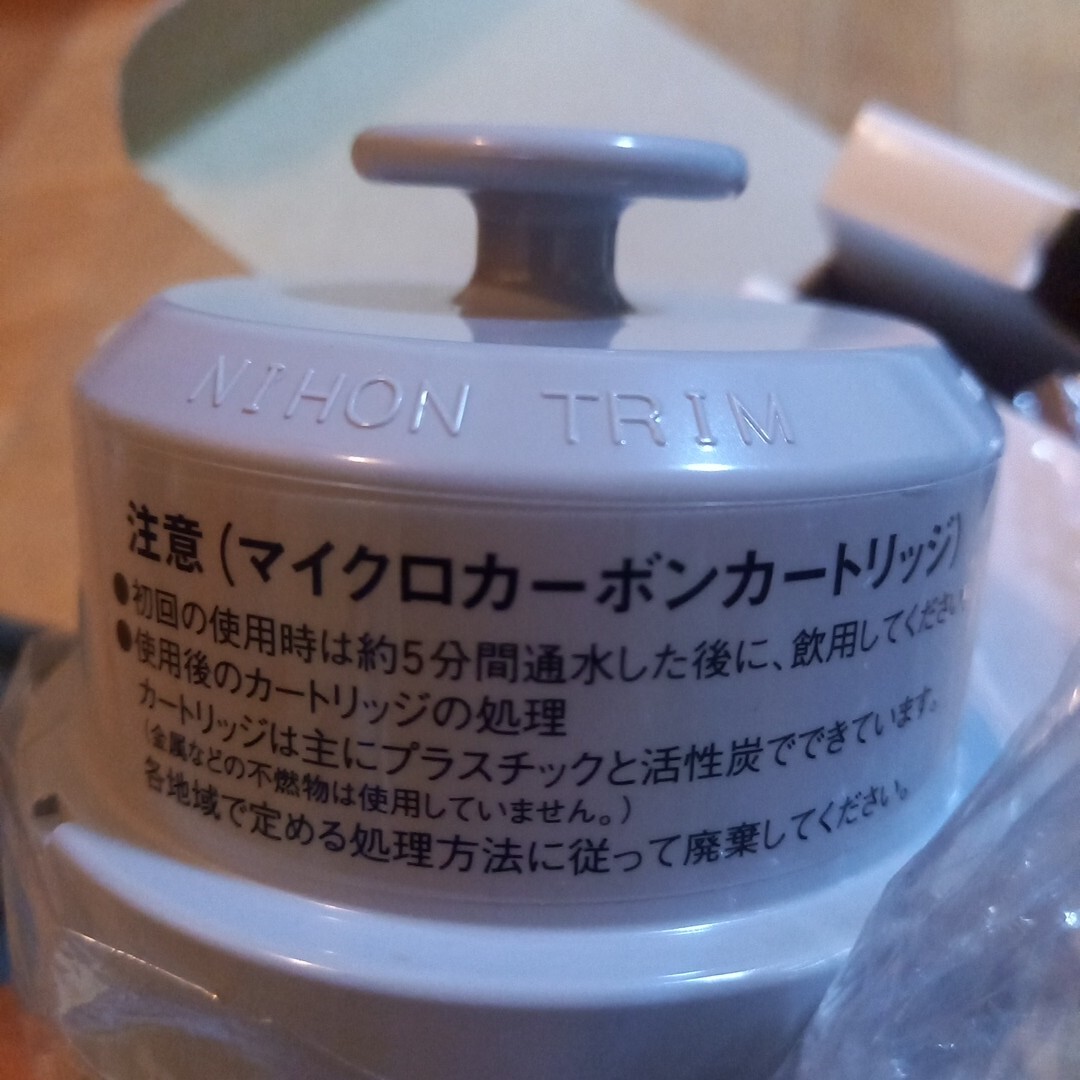 NIHON TRIM
注意(マイクロカーボンカートリッジ)
●初回の使用時は約5分間通水した後に、飲用してください
●使用後のカートリッジの処理
カートリッジは主にプラスチックと活性炭でできています。
(金属などの不燃物は使用していません。)
各地域で定める処理方法に従って廃棄してください。